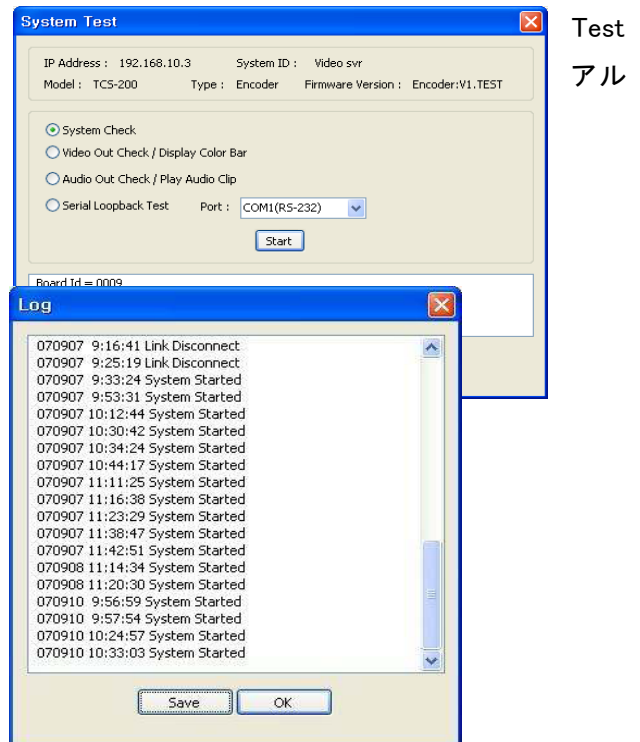 System Test
IP Address : 192.168.10.3 System ID : Video svr
Model : TCS-200 Type : Encoder Firmware Version : Encoder:V1.TEST
System Check
Video Out Check / Display Color Bar
Audio Out Check / Play Audio Clip
Serial Loopback Test Port : COM1(RS-232)
Start
Board Id = 0009
Log
070907 9:16:41 Link Disconnect
070907 9:25:19 Link Disconnect
070907 9:33:24 System Started
070907 9:53:31 System Started
070907 10:12:44 System Started
070907 10:30:42 System Started
070907 10:34:24 System Started
070907 10:44:17 System Started
070907 11:11:25 System Started
070907 11:16:38 System Started
070907 11:23:29 System Started
070907 11:38:47 System Started
070907 11:42:51 System Started
070908 11:14:34 System Started
070908 11:20:30 System Started
070910 9:56:59 System Started
070910 9:57:54 System Started
070910 10:24:57 System Started
070910 10:33:03 System Started
Save OK
Test
アル